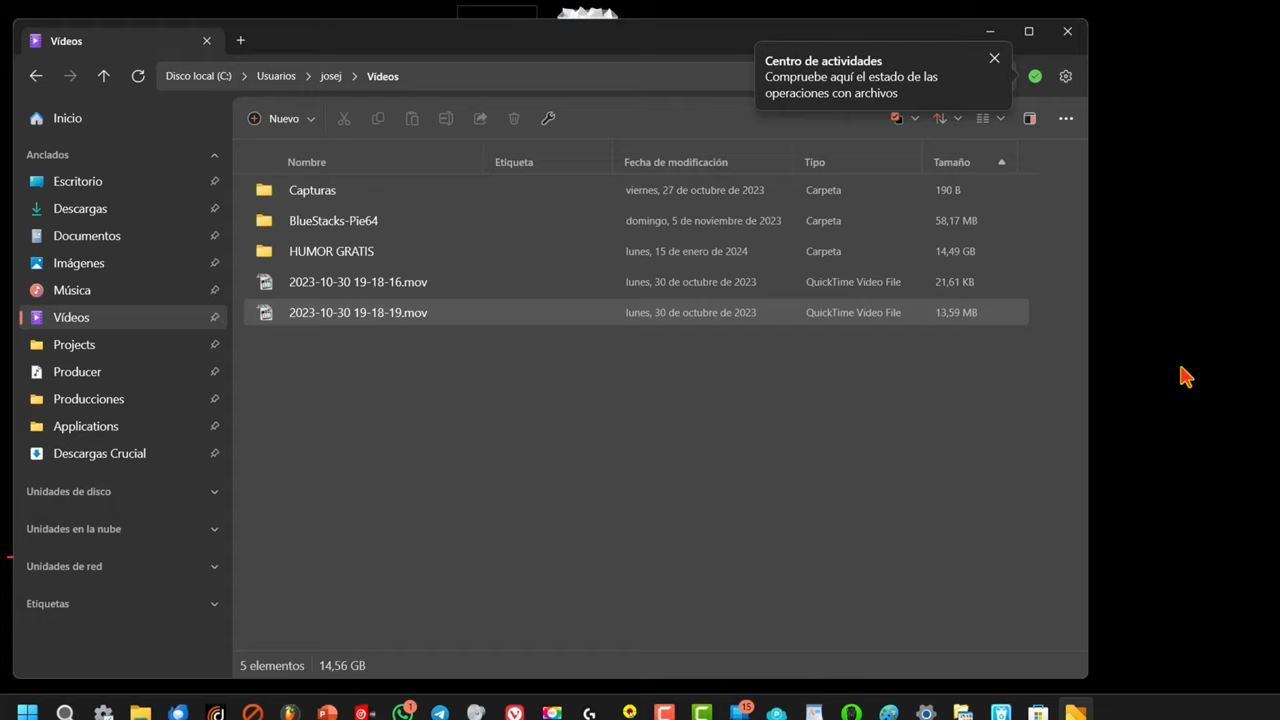 Vídeos
Centro de actividades
Compruebe aquí el estado de las
operaciones con archivos
Disco local (C:) Usuarios josej Vídeos
Inicio
Nuevo
Anclados
Nombre Etiqueta Fecha de modificación Tipo Tamaño
Escritorio
Capturas viernes, 27 de octubre de 2023 Carpeta 190 B
Descargas
BlueStacks-Pie64 domingo, 5 de noviembre de 2023 Carpeta 58,17 MB
Documentos
HUMOR GRATIS lunes, 15 de enero de 2024 Carpeta 14,49 GB
Imágenes
2023-10-30 19-18-16.mov lunes, 30 de octubre de 2023 QuickTime Video File 21,61 KB
Música
2023-10-30 19-18-19.mov lunes, 30 de octubre de 2023 QuickTime Video File 13,59 MB
Vídeos
Projects
Producer
Producciones
Applications
Descargas Crucial
Unidades de disco
Unidades en la nube
Unidades de red
Etiquetas
5 elementos 14,56 GB
1
15